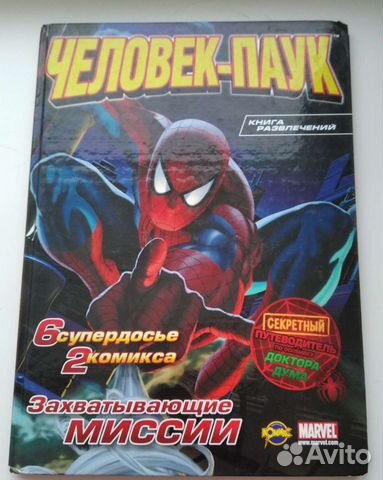 ЧЕЛОВЕК-ПАУК
КНИГА
РАЗВЛЕЧЕНИЙ
6 супердосье
2 комикса
СЕКРЕТНЫЙ
ПУТЕВОДИТЕЛЬ
ДОКТОРА
ДУМА
Захватывающие
МИССИИ
КОМИКС
MARVEL
www.marvel.com
Avito